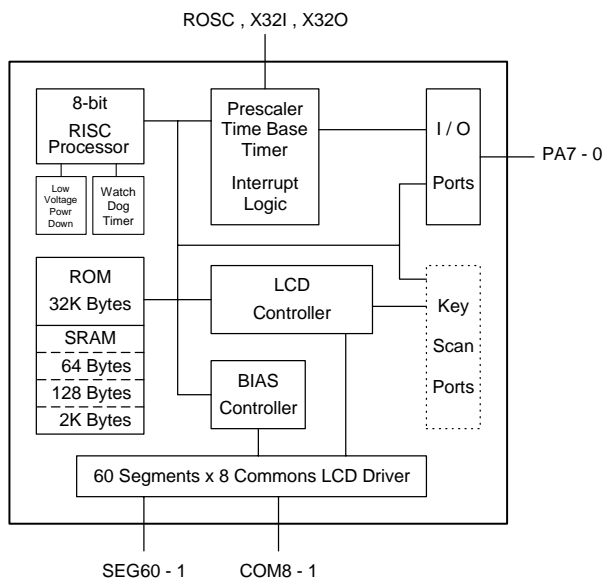 ROSC , X32I , X32O
8-bit
RISC
Processor
Low
Voltage
Powr
Down
Watch
Dog
Timer
Prescaler
Time Base
Timer
Interrupt
Logic
I / O
Ports
PA7 - 0
ROM
32K Bytes
SRAM
64 Bytes
128 Bytes
2K Bytes
LCD
Controller
BIAS
Controller
Key
Scan
Ports
60 Segments x 8 Commons LCD Driver
SEG60 - 1
COM8 - 1